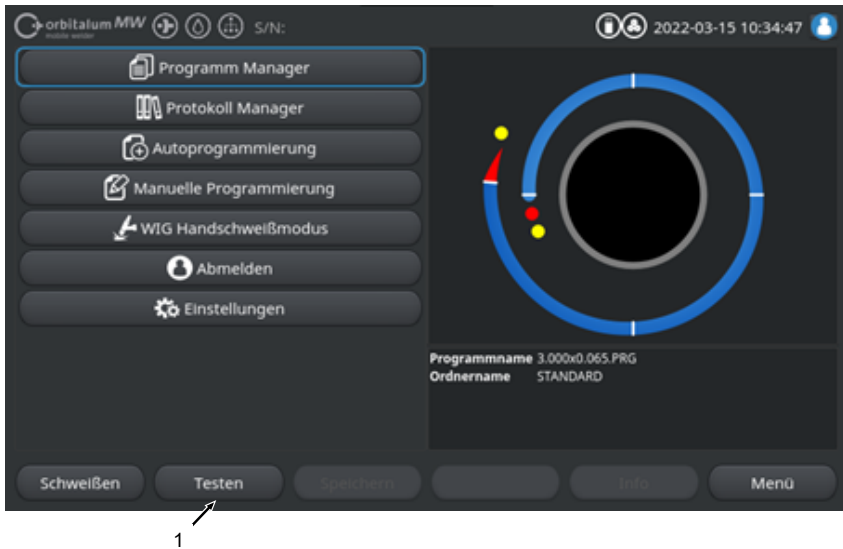 orbitalum MW S/N: 2022-03-15 10:34:47
mobile welder
Programm Manager
Protokoll Manager
Autoprogrammierung
Manuelle Programmierung
WIG Handschweißmodus
Abmelden
Einstellungen
Programmname 3.000x0.065.PRG
Ordnername STANDARD
Schweißen Testen Speichern Info Menü
1